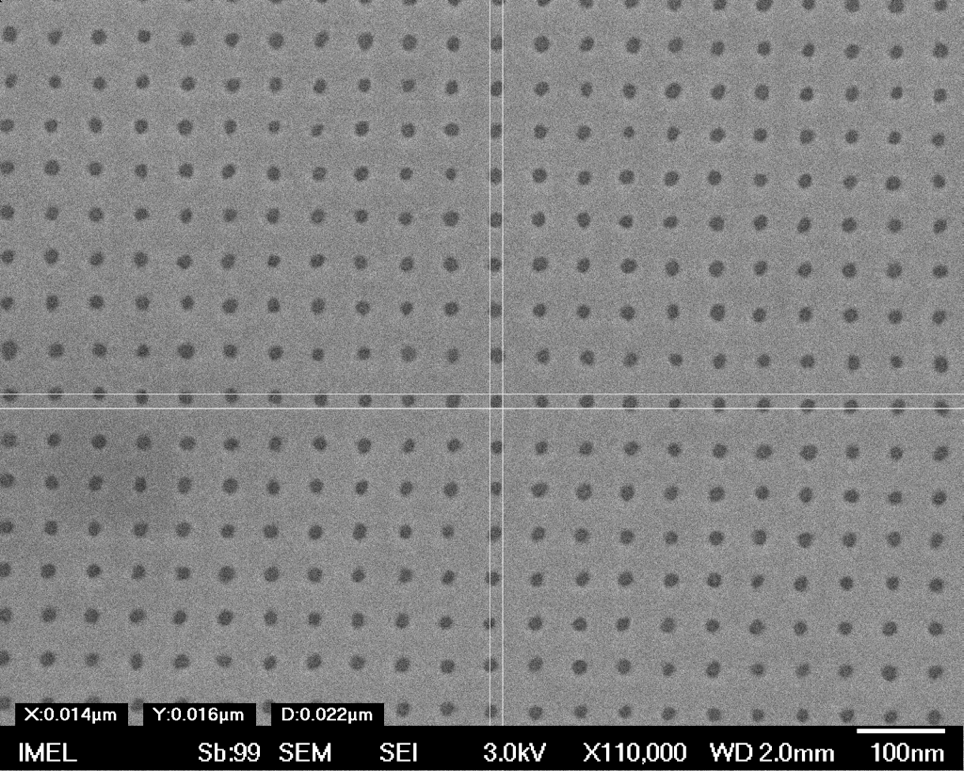 X:0.014µm Y:0.016µm D:0.022µm
IMEL Sb:99 SEM SEI 3.0kV X110,000 WD 2.0mm 100nm